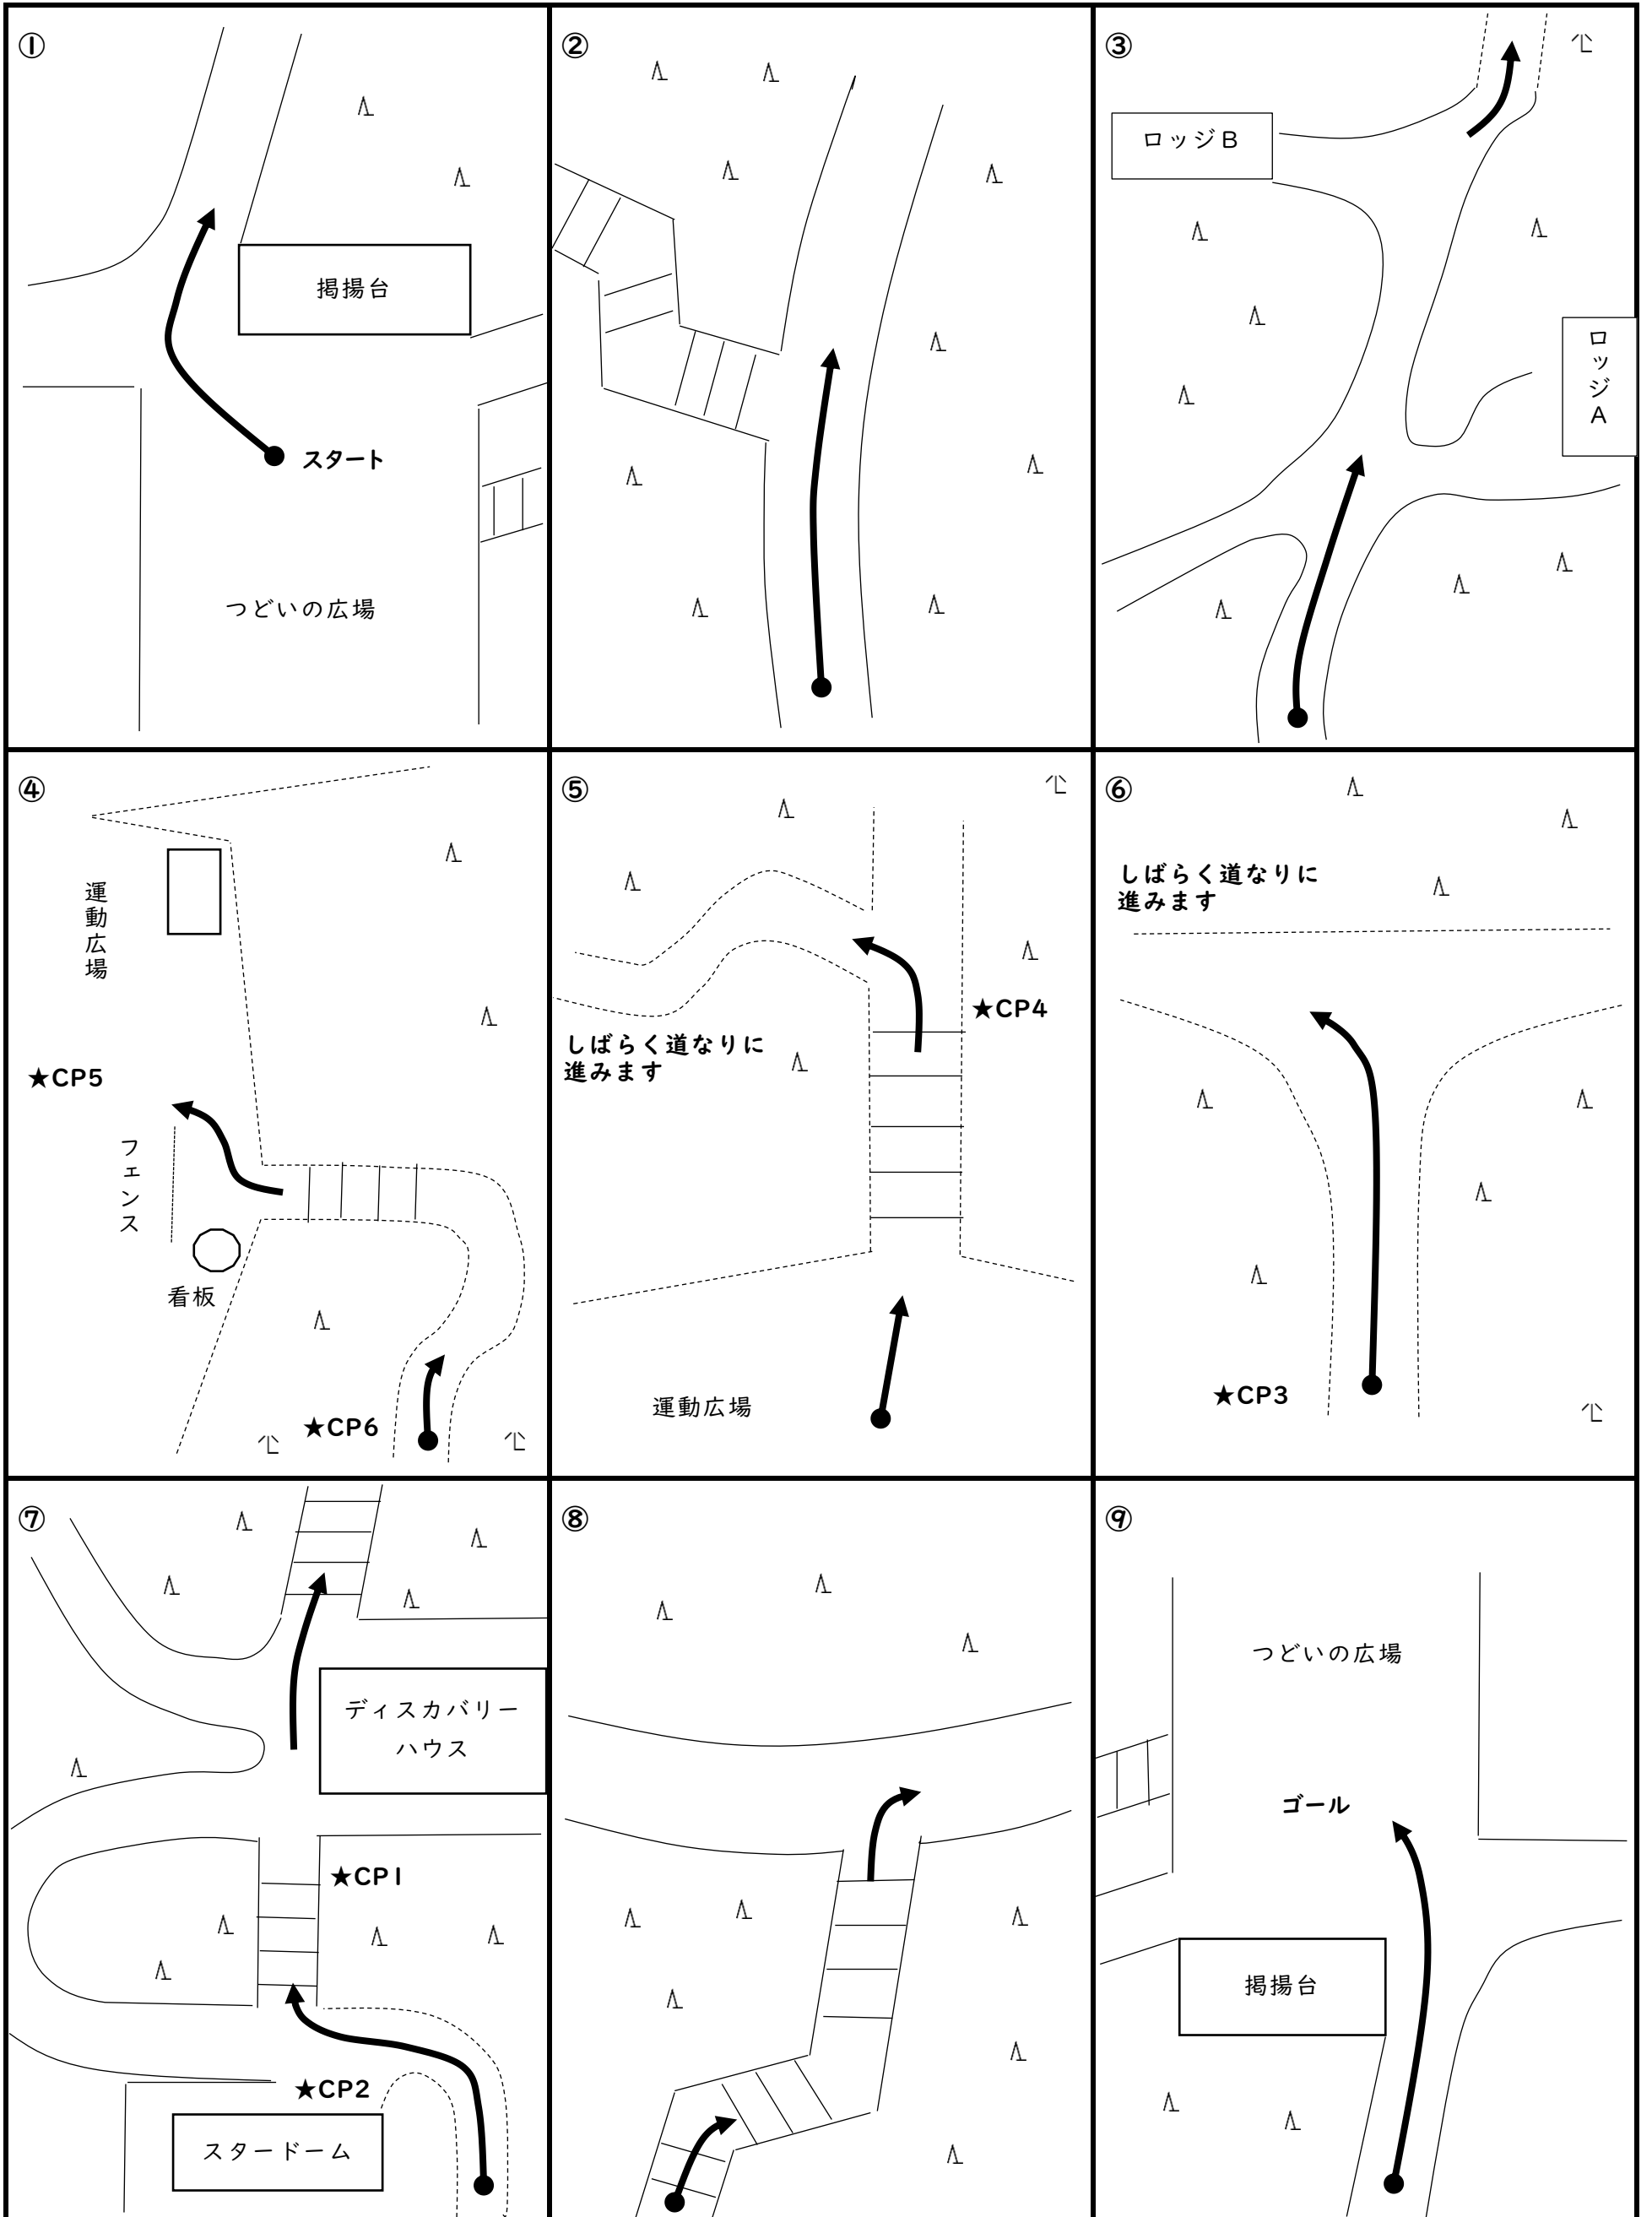 ①
掲揚台
スタート
つどいの広場
②
③
ロッジB
ロッジA
④
運動広場
★CP5
フェンス
看板
★CP6
⑤
★CP4
しばらく道なりに
進みます
運動広場
⑥
しばらく道なりに
進みます
★CP3
⑦
ディスカバリー
ハウス
★CP1
★CP2
スタードーム
⑧
⑨
つどいの広場
ゴール
掲揚台